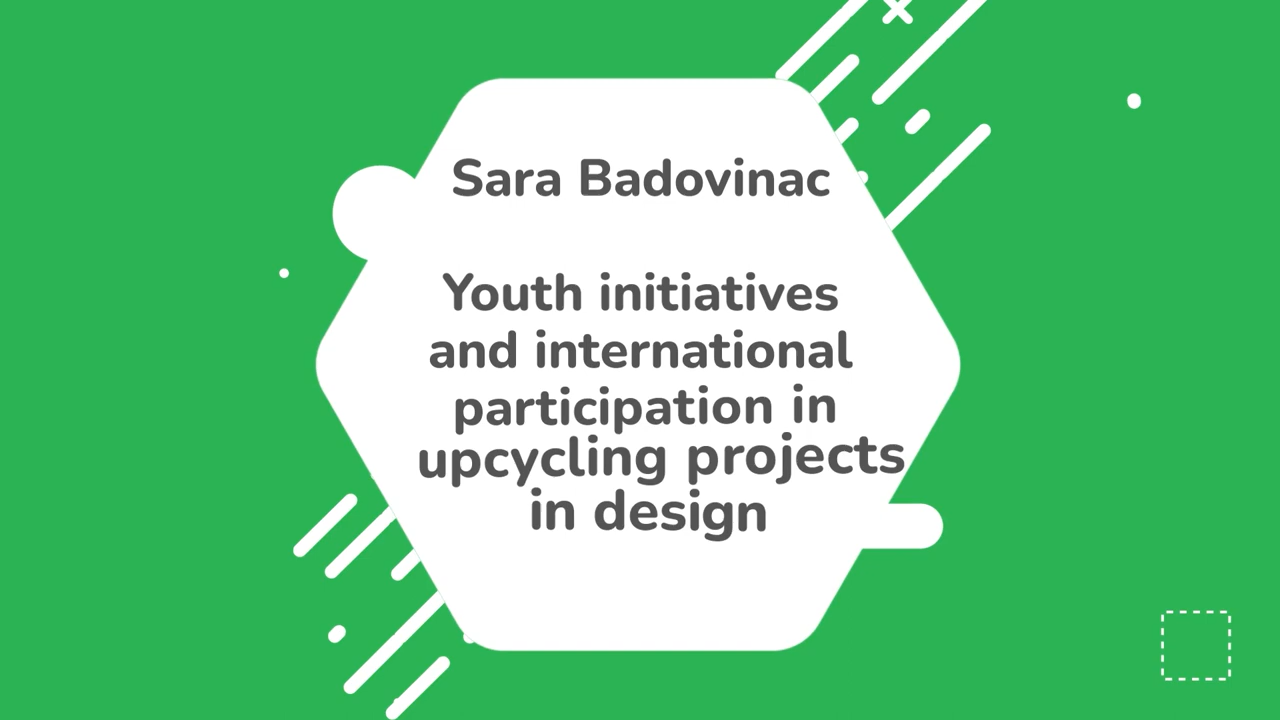 Sara Badovinac
Youth initiatives
and international
participation in
upcycling projects
in design